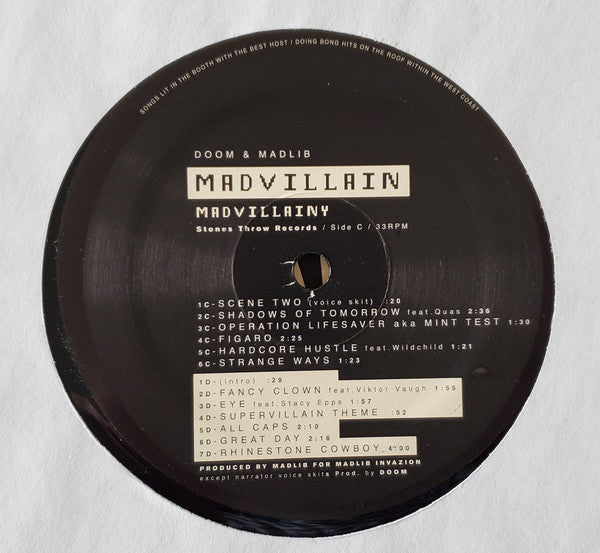 SONGS LIT IN THE BOOTH WITH THE BEST HOST / DOING BONG HITS ON THE ROOF WITHIN THE WEST COAST
DOOM & MADLIB
MADVILLAIN
MADVILLAINY
Stones Throw Records / Side C / 33RPM
1C-SCENE TWO (voice skit) :20
2C-SHADOWS OF TOMORROW feat.Quas 2:36
3C-OPERATION LIFESAVER aka MINT TEST 1:30
4C-FIGARO 2:25
5C-HARDCORE HUSTLE feat.Wildchild 1:21
6C-STRANGE WAYS 1:23
1D-(intro) :29
2D-FANCY CLOWN feat.Viktor Vaughn 1:55
3D-EYE feat.Stacy Epps 1:57
4D-SUPERVILLAIN THEME :52
5D-ALL CAPS 2:10
6D-GREAT DAY 2:16
7D-RHINESTONE COWBOY 4:00
PRODUCED BY MADLIB FOR MADLIB INVAZION
except narrator voice skits Prod. by DOOM